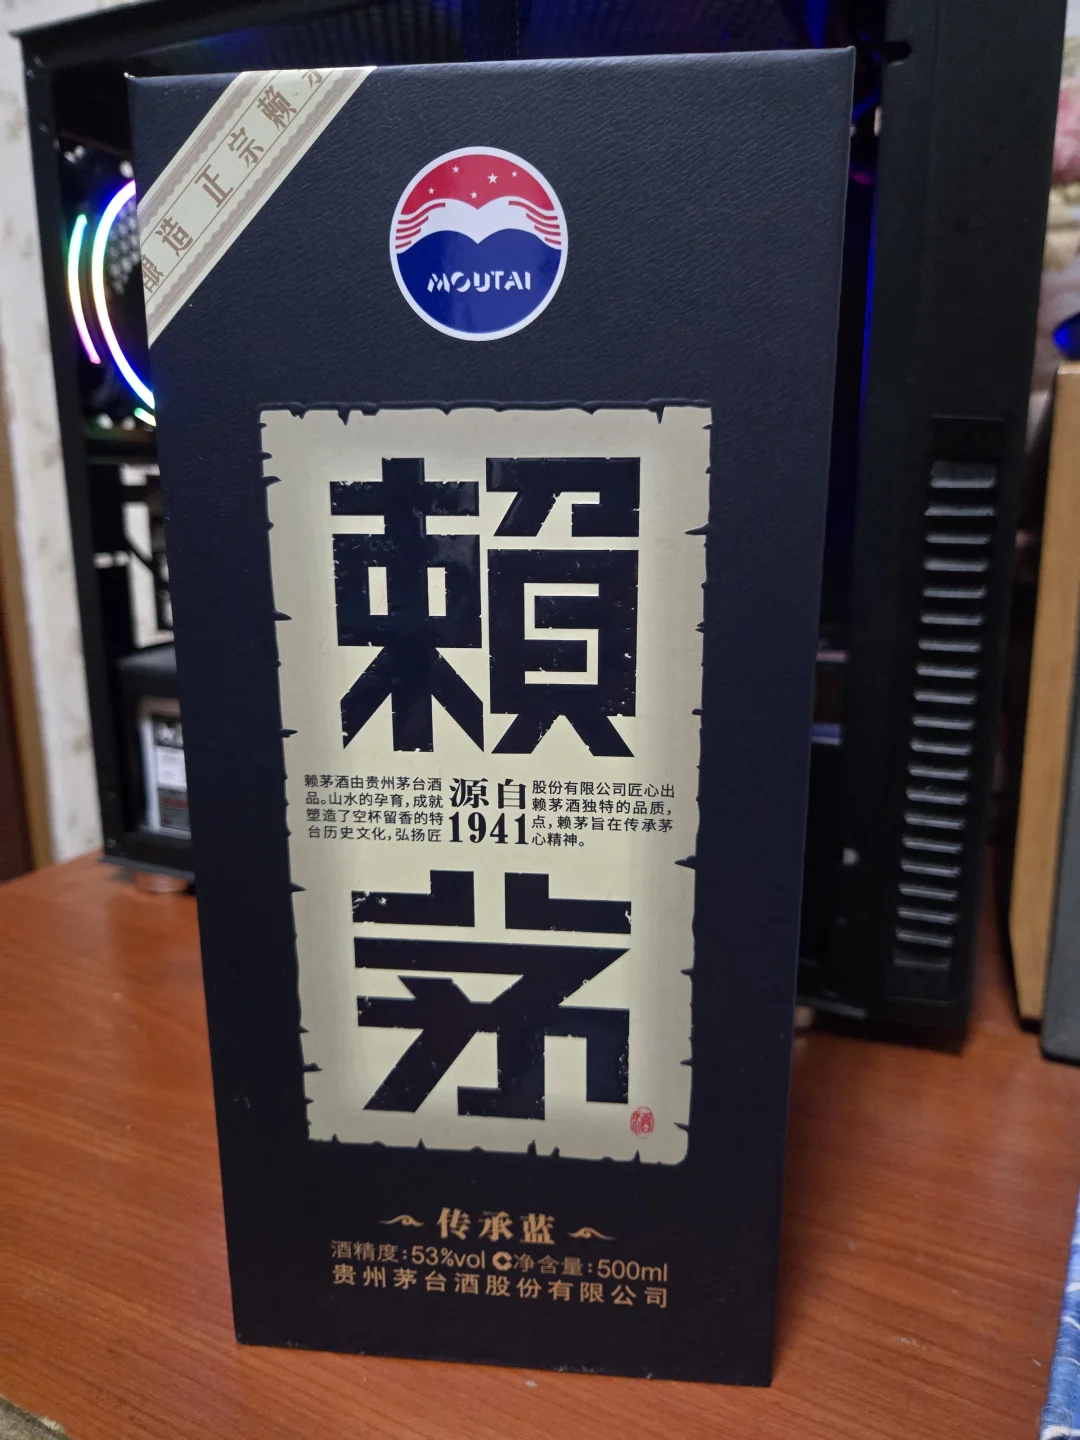 酿造 正宗赖
MOUTAI
賴
赖茅酒由贵州茅台酒 源自 股份有限公司匠心出
品。山水的孕育,成就 1941 赖茅酒独特的品质,
塑造了空杯留香的特 点,赖茅旨在传承茅
台历史文化,弘扬匠 心精神。
茅
传承蓝
酒精度:53%vol 净含量:500ml
贵州茅台酒股份有限公司